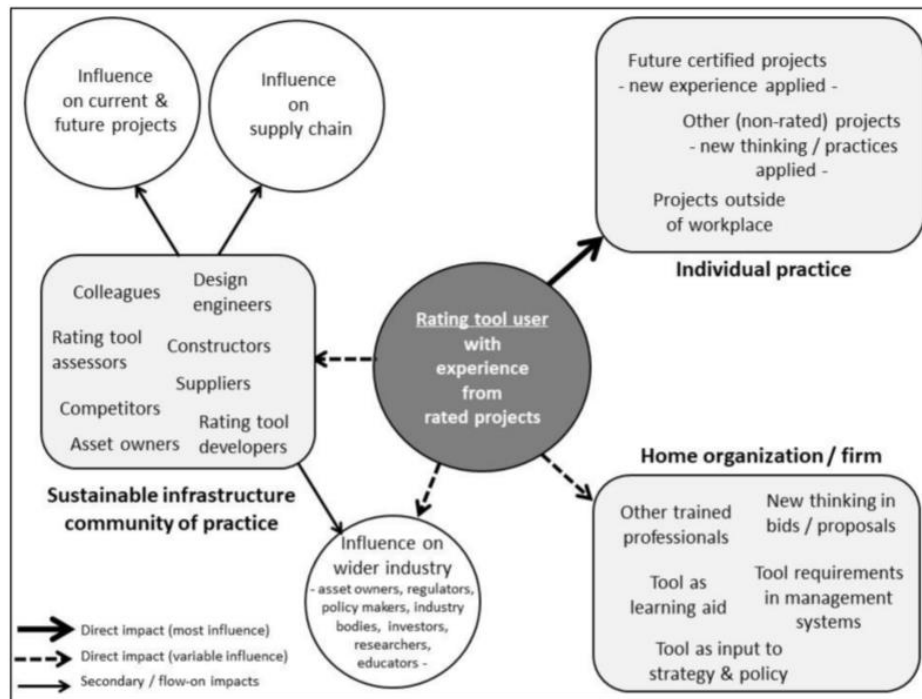 Influence
on current &
future projects
Influence
on
supply chain
Future certified projects
- new experience applied -
Other (non-rated) projects
- new thinking / practices
applied -
Projects outside
of workplace
Individual practice
Colleagues
Design
engineers
Rating tool
assessors
Constructors
Suppliers
Competitors
Asset owners
Rating tool
developers
Sustainable infrastructure
community of practice
Rating tool user
with
experience
from
rated projects
Home organization / firm
Other trained
professionals
New thinking in
bids / proposals
Tool as
learning aid
Tool requirements
in management
systems
Tool as input to
strategy & policy
Influence on
wider industry
- asset owners, regulators,
policy makers, industry
bodies, investors,
researchers,
educators -
Direct impact (most influence)
Direct impact (variable influence)
Secondary / flow-on impacts